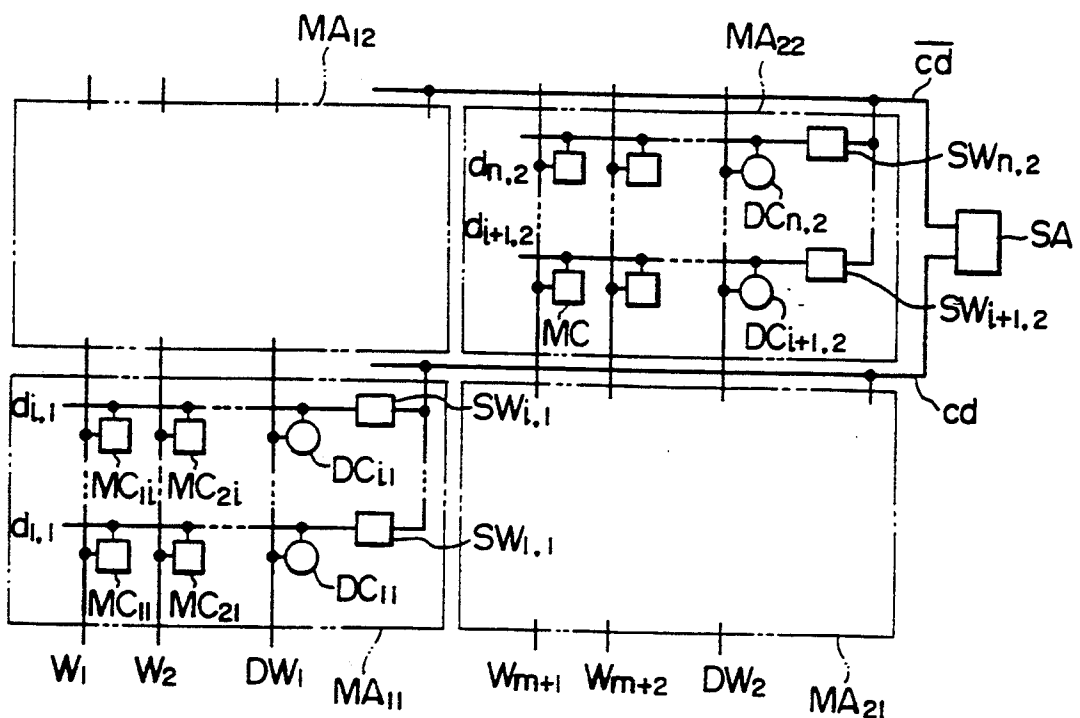 MA₁₂
MA₂₂
c̅d̅
dₙ,₂
SWₙ,₂
DCₙ,₂
dᵢ₊₁,₂
SA
SWᵢ₊₁,₂
MC
DCᵢ₊₁,₂
dᵢ,₁
SWᵢ,₁
cd
MC₁ᵢ
MC₂ᵢ
DCᵢ₁
d₁,₁
SW₁,₁
MC₁₁
MC₂₁
DC₁₁
W₁
W₂
DW₁
MA₁₁
Wₘ₊₁
Wₘ₊₂
DW₂
MA₂₁